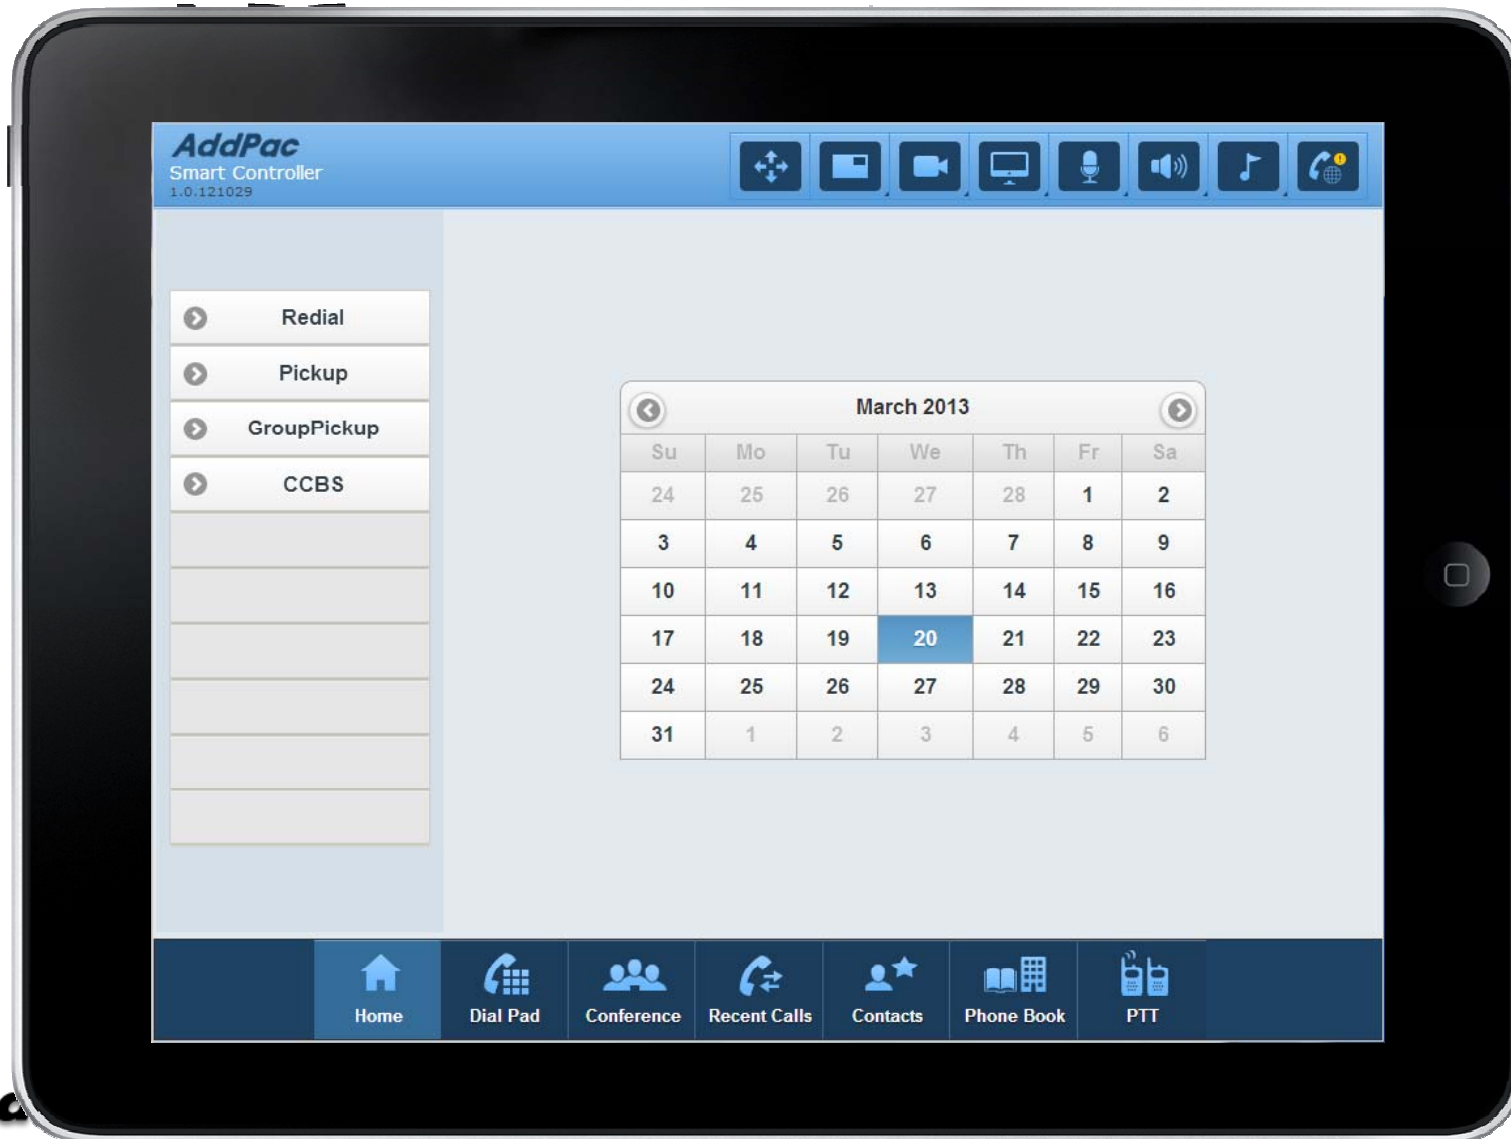 AddPac
Smart Controller
1.0.121029
Redial
Pickup
GroupPickup
CCBS
March 2013
Su Mo Tu We Th Fr Sa
24 25 26 27 28 1 2
3 4 5 6 7 8 9
10 11 12 13 14 15 16
17 18 19 20 21 22 23
24 25 26 27 28 29 30
31 1 2 3 4 5 6
Home Dial Pad Conference Recent Calls Contacts Phone Book PTT